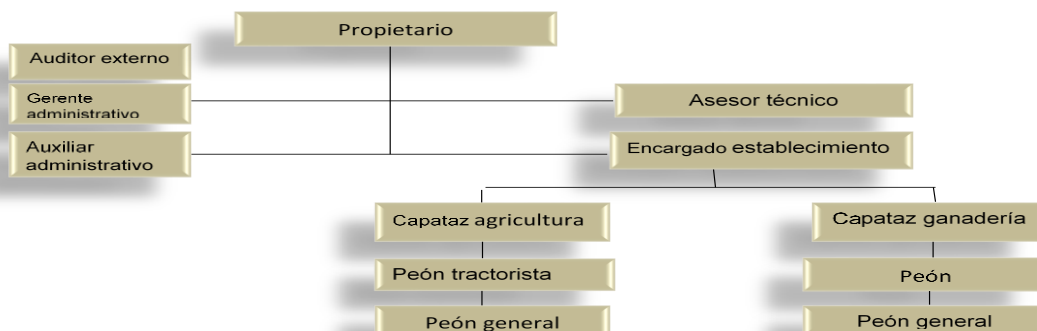 Propietario
Auditor externo
Gerente
administrativo
Asesor técnico
Auxiliar
administrativo
Encargado establecimiento
Capataz agricultura
Capataz ganadería
Peón tractorista
Peón
Peón general
Peón general